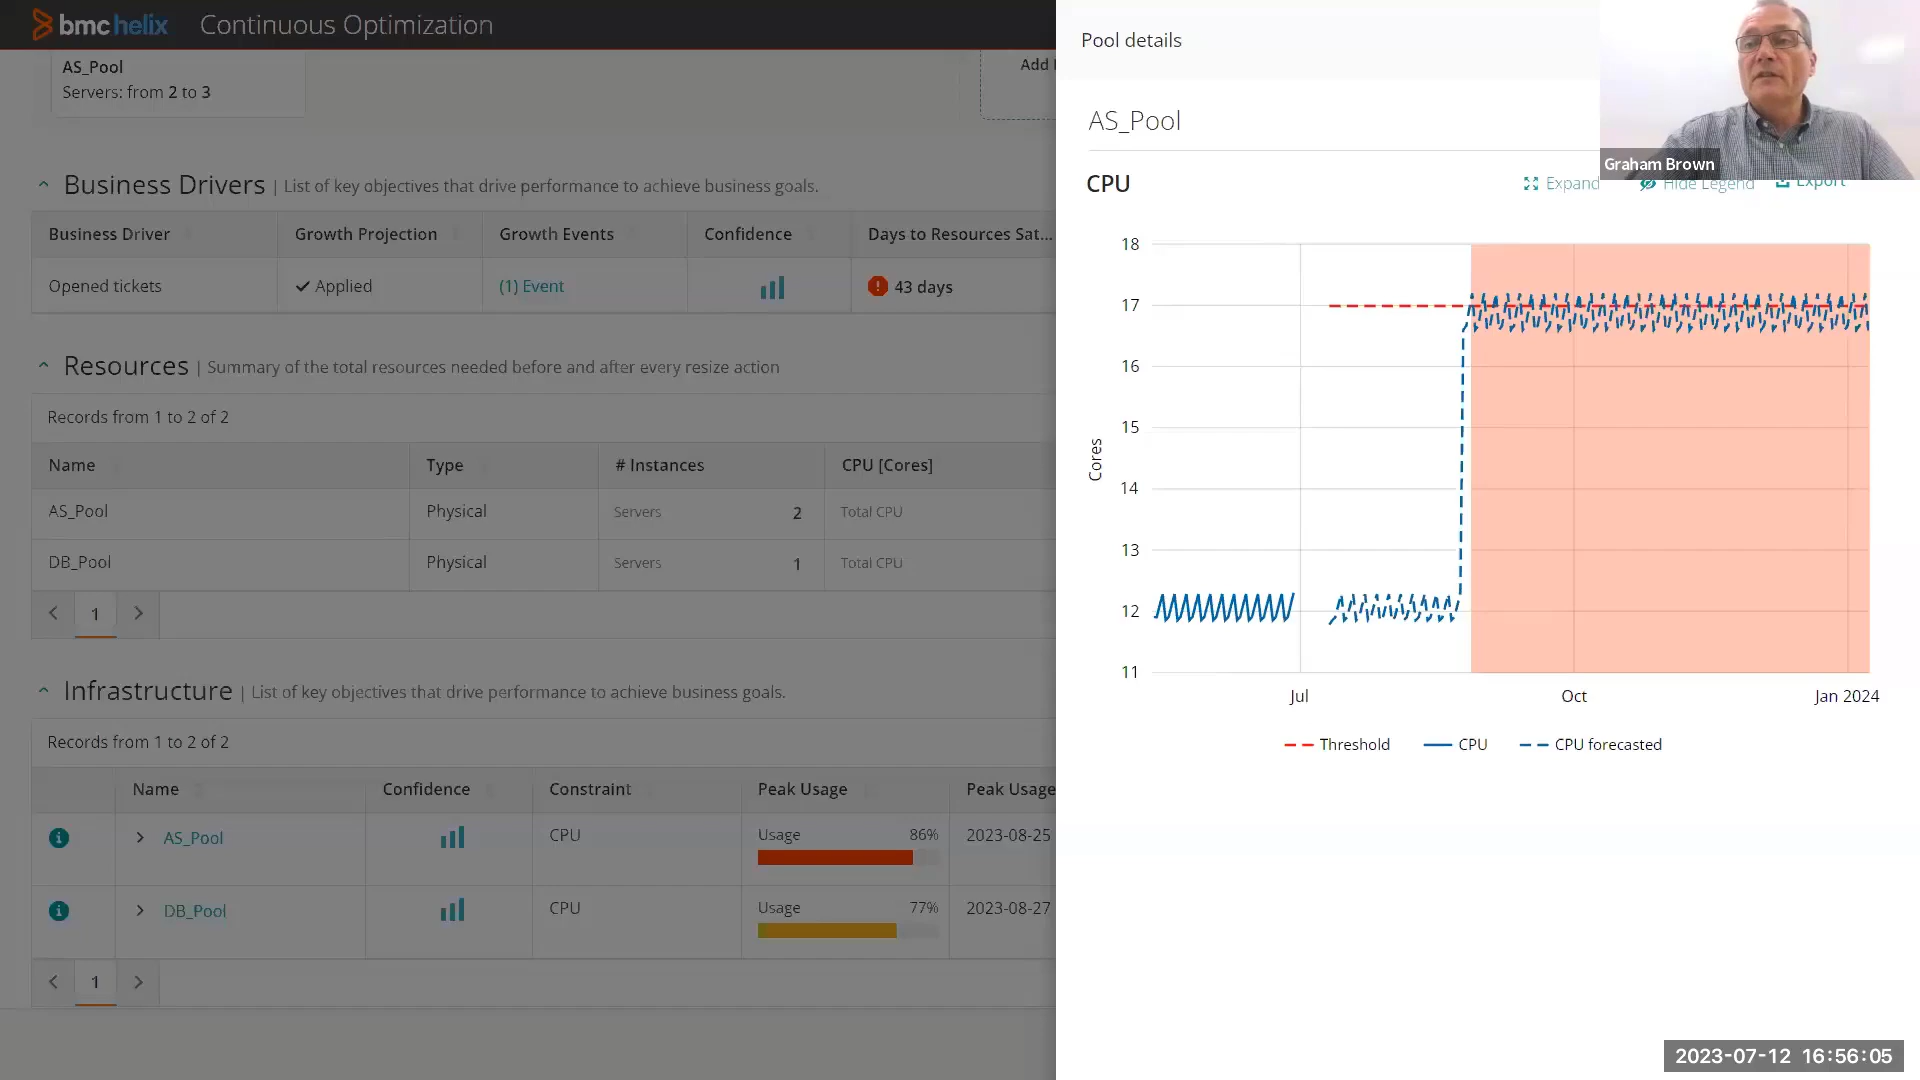 bmc helix Continuous Optimization
AS_Pool
Servers: from 2 to 3
Add
Business Drivers | List of key objectives that drive performance to achieve business goals.
Business Driver Growth Projection Growth Events Confidence Days to Resources Sat...
Opened tickets Applied (1) Event 43 days
Resources | Summary of the total resources needed before and after every resize action
Records from 1 to 2 of 2
Name Type # Instances CPU [Cores]
AS_Pool Physical Servers 2 Total CPU
DB_Pool Physical Servers 1 Total CPU
1
Infrastructure | List of key objectives that drive performance to achieve business goals.
Records from 1 to 2 of 2
Name Confidence Constraint Peak Usage Peak Usage
AS_Pool CPU Usage 86% 2023-08-25
DB_Pool CPU Usage 77% 2023-08-27
1
Pool details
AS_Pool
Graham Brown
CPU
Expand Hide Legend Export
18
17
16
15
14
13
12
11
Cores
Jul Oct Jan 2024
Threshold CPU CPU forecasted
2023-07-12 16:56:05